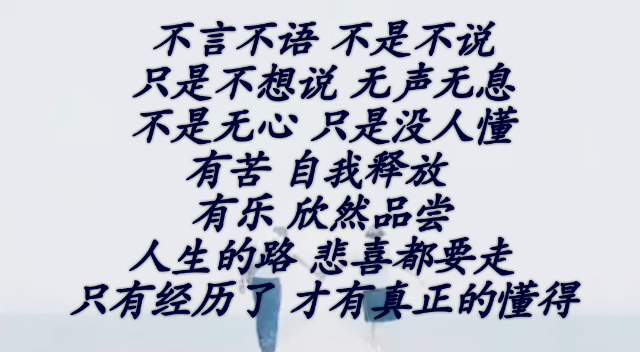 不言不语 不是不说
只是不想说 无声无息
不是无心 只是没人懂
有苦 自我释放
有乐 欣然品尝
人生的路 悲喜都要走
只有经历了 才有真正的懂得